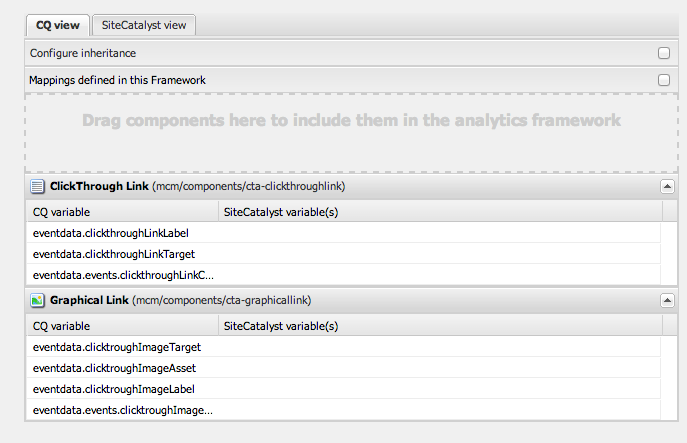 CQ view SiteCatalyst view
Configure inheritance
Mappings defined in this Framework
Drag components here to include them in the analytics framework
ClickThrough Link (mcm/components/cta-clickthroughlink)
CQ variable SiteCatalyst variable(s)
eventdata.clickthroughLinkLabel
eventdata.clickthroughLinkTarget
eventdata.events.clickthroughLinkC...
Graphical Link (mcm/components/cta-graphicallink)
CQ variable SiteCatalyst variable(s)
eventdata.clicktroughImageTarget
eventdata.clicktroughImageAsset
eventdata.clicktroughImageLabel
eventdata.events.clicktroughImage...